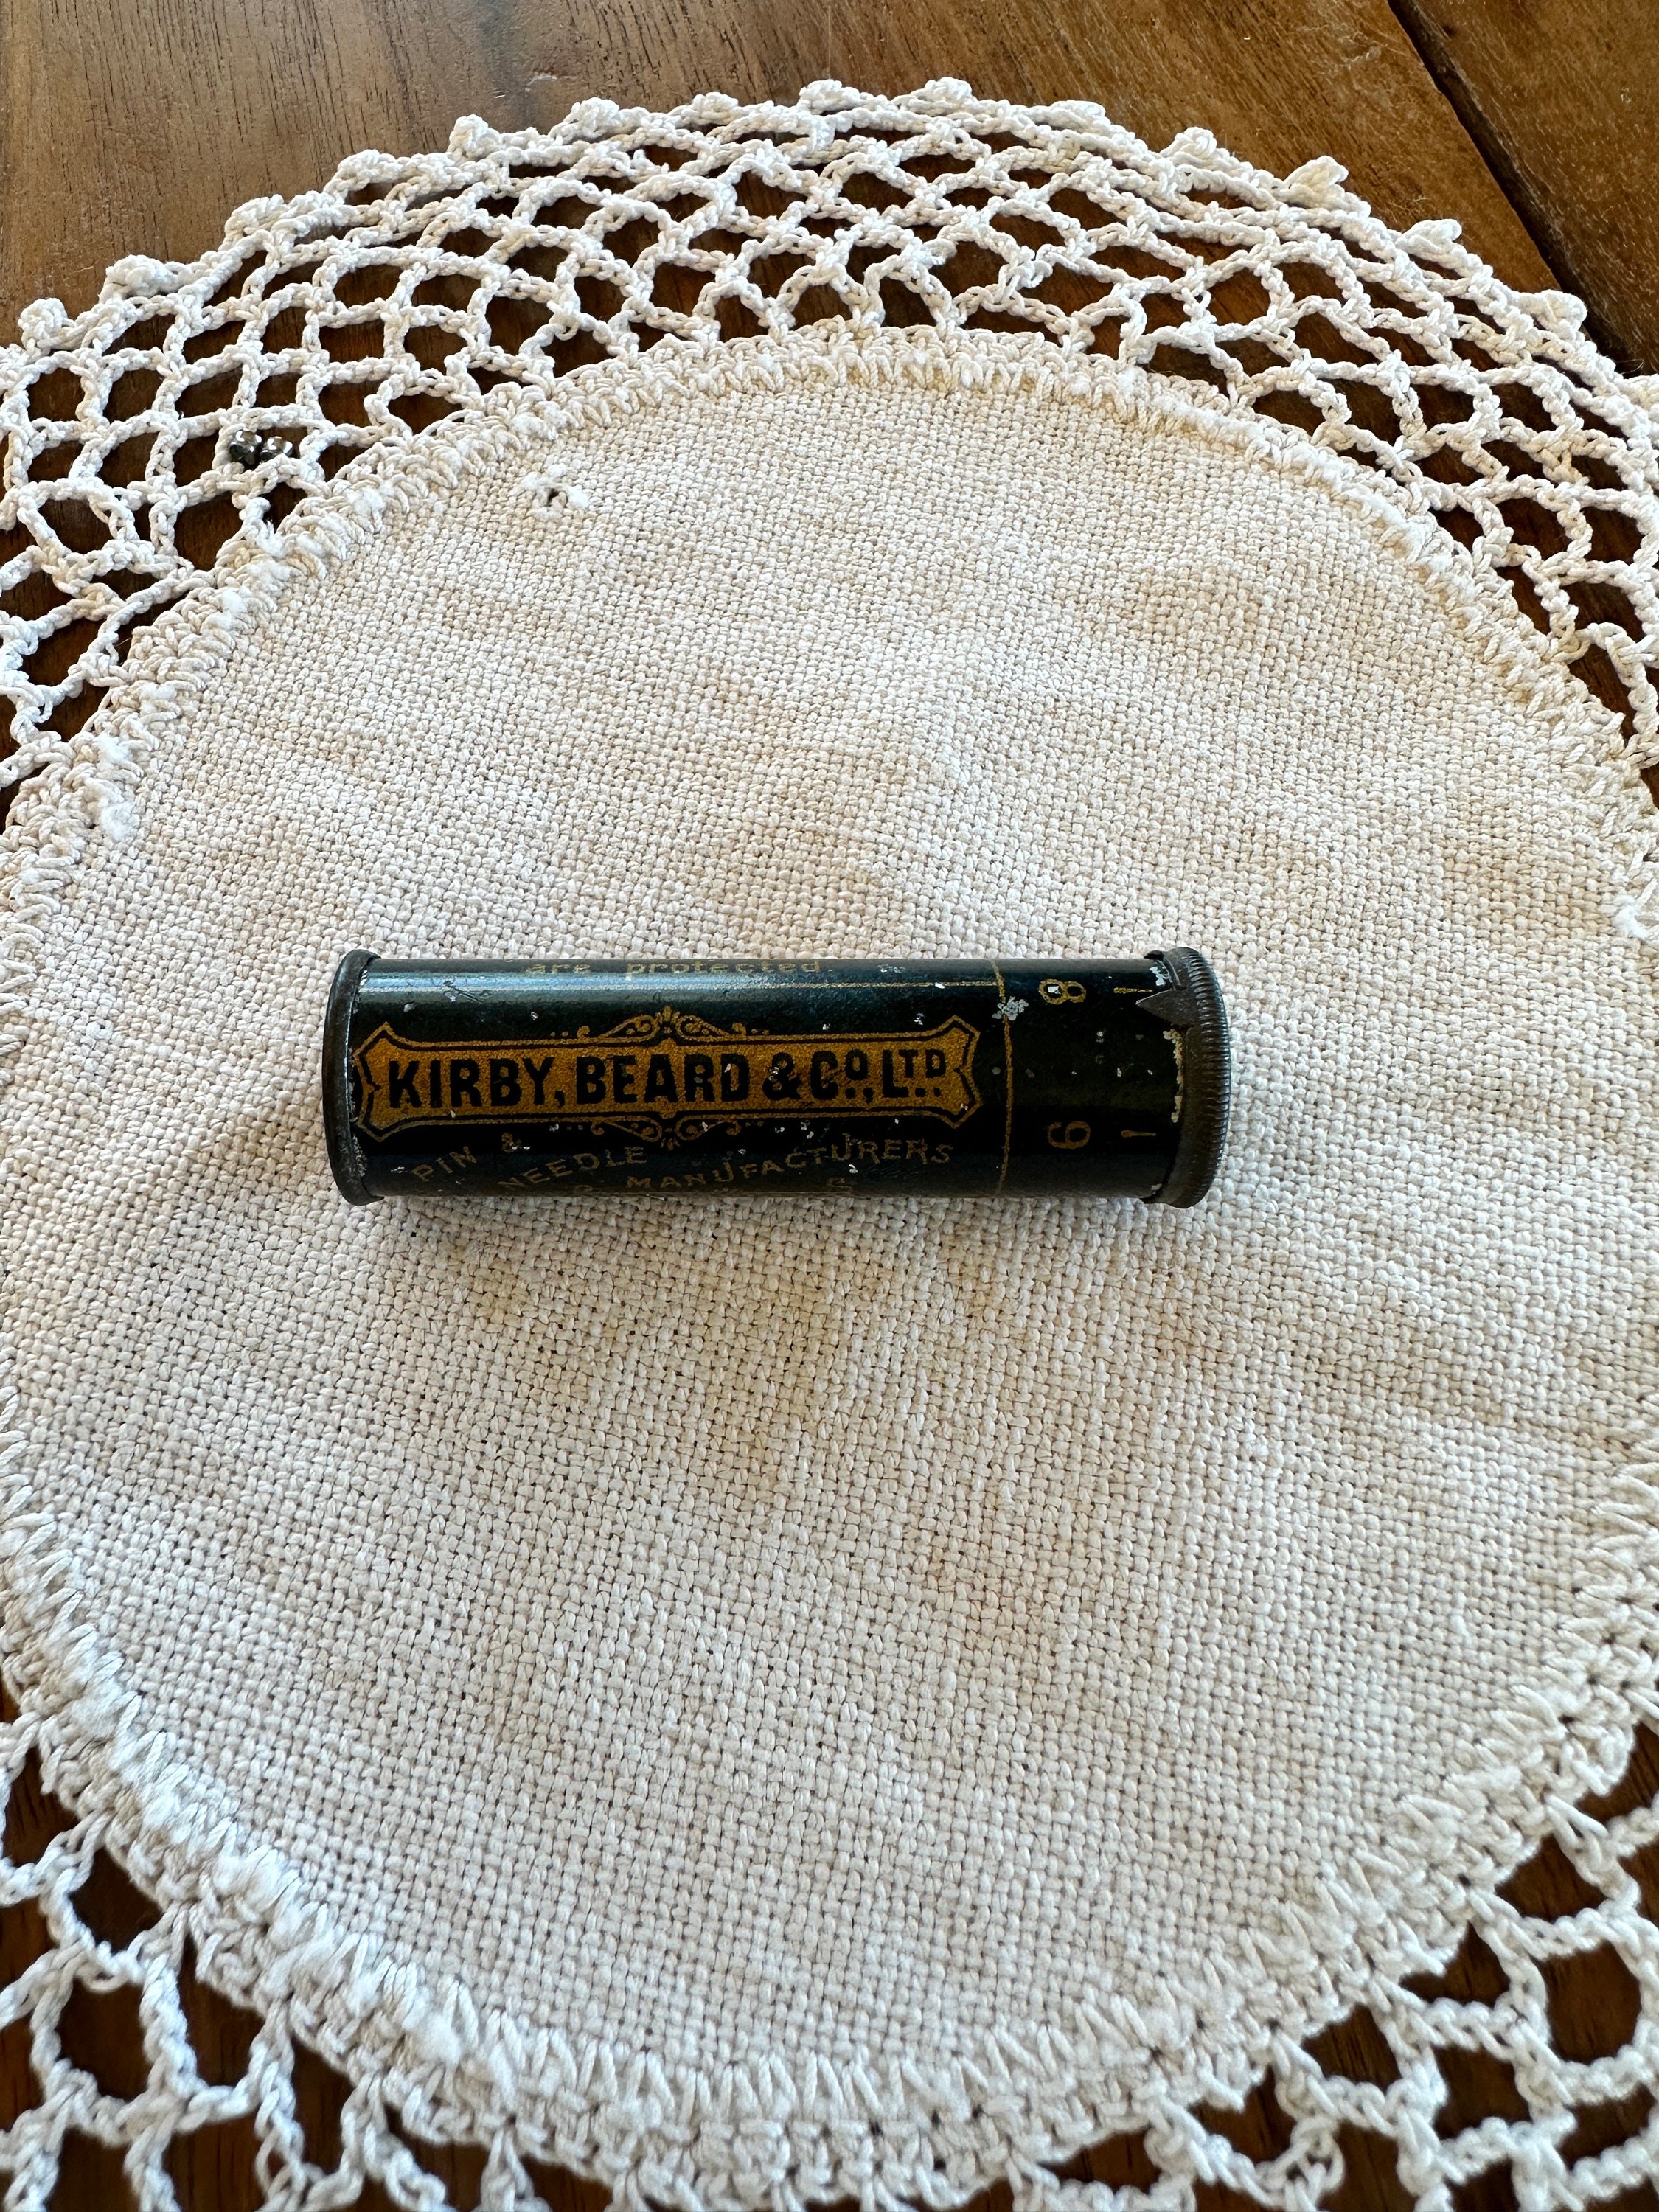 are protected
KIRBY, BEARD & CO., LTD.
PIN &
NEEDLE
MANUFACTURERS
8
6